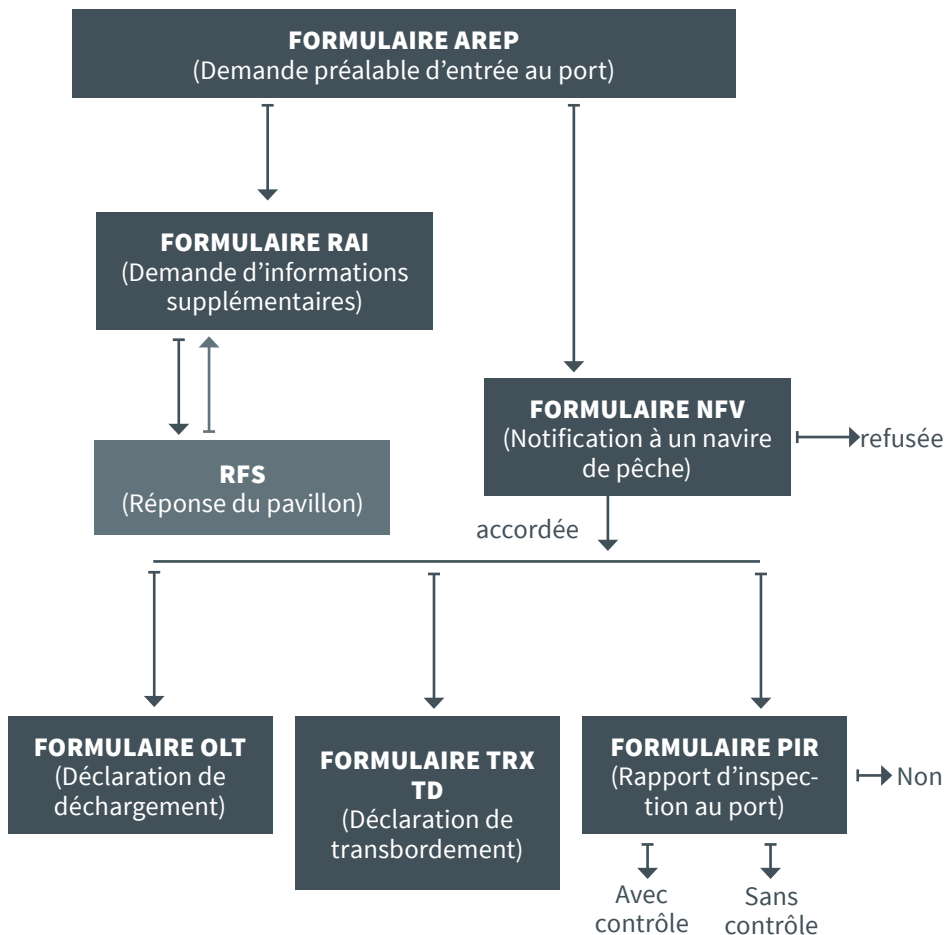 FORMULAIRE AREP
(Demande préalable d’entrée au port)
FORMULAIRE RAI
(Demande d’informations
supplémentaires)
FORMULAIRE NFV
(Notification à un navire
de pêche)
refusée
RFS
(Réponse du pavillon)
accordée
FORMULAIRE OLT
(Déclaration de
déchargement)
FORMULAIRE TRX
TD
(Déclaration de
transbordement)
FORMULAIRE PIR
(Rapport d’inspec-
tion au port)
Non
Avec
contrôle
Sans
contrôle